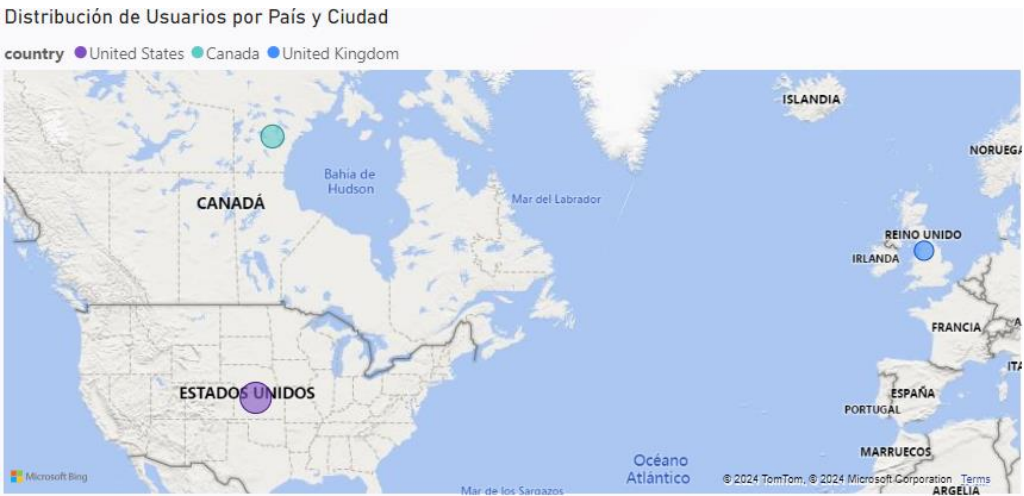 Distribución de Usuarios por País y Ciudad
country United States Canada United Kingdom
ISLANDIA
NORUEGA
Bahia de
Hudson
CANADÁ
Mar del Labrador
REINO UNIDO
IRLANDA
FRANCIA
A
ITA
ESTADOS UNIDOS
ESPAÑA
PORTUGAL
MARRUECOS
Océano
Atlántico
Microsoft Bing
© 2024 TomTom, © 2024 Microsoft Corporation Terms
Mar de los Sargazos
ARGELIA